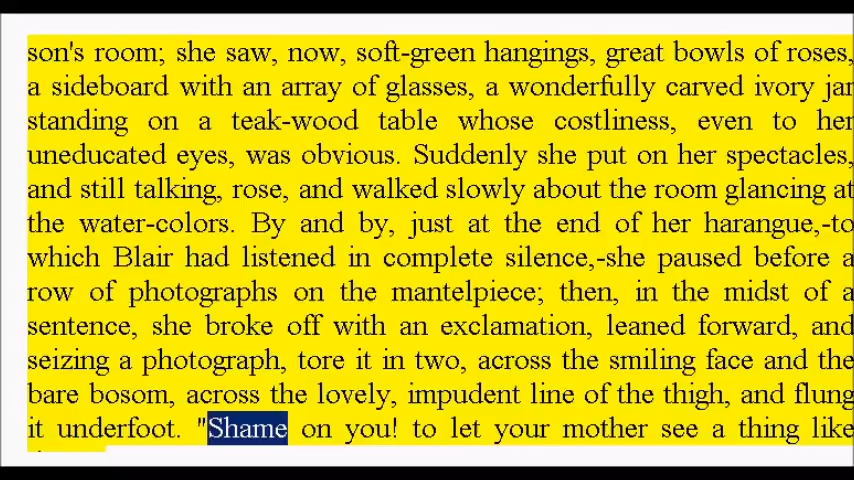 son's room; she saw, now, soft-green hangings, great bowls of roses,
a sideboard with an array of glasses, a wonderfully carved ivory jar
standing on a teak-wood table whose costliness, even to her
uneducated eyes, was obvious. Suddenly she put on her spectacles,
and still talking, rose, and walked slowly about the room glancing at
the water-colors. By and by, just at the end of her harangue,-to
which Blair had listened in complete silence,-she paused before a
row of photographs on the mantelpiece; then, in the midst of a
sentence, she broke off with an exclamation, leaned forward, and
seizing a photograph, tore it in two, across the smiling face and the
bare bosom, across the lovely, impudent line of the thigh, and flung
it underfoot. "Shame on you! to let your mother see a thing like